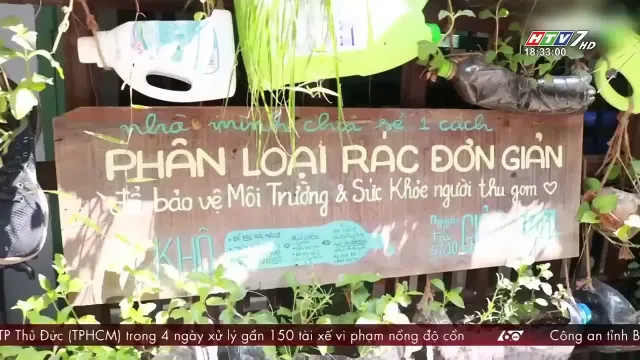 HTV7 HD
18:33:00
nhà mình chia sẻ 1 cách
PHÂN LOẠI RÁC ĐƠN GIẢN
để bảo vệ Môi Trường & Sức Khỏe người thu gom
KHÔ
TP Thủ Đức (TPHCM) trong 4 ngày xử lý gần 150 tài xế vi phạm nồng độ cồn
Công an tỉnh B